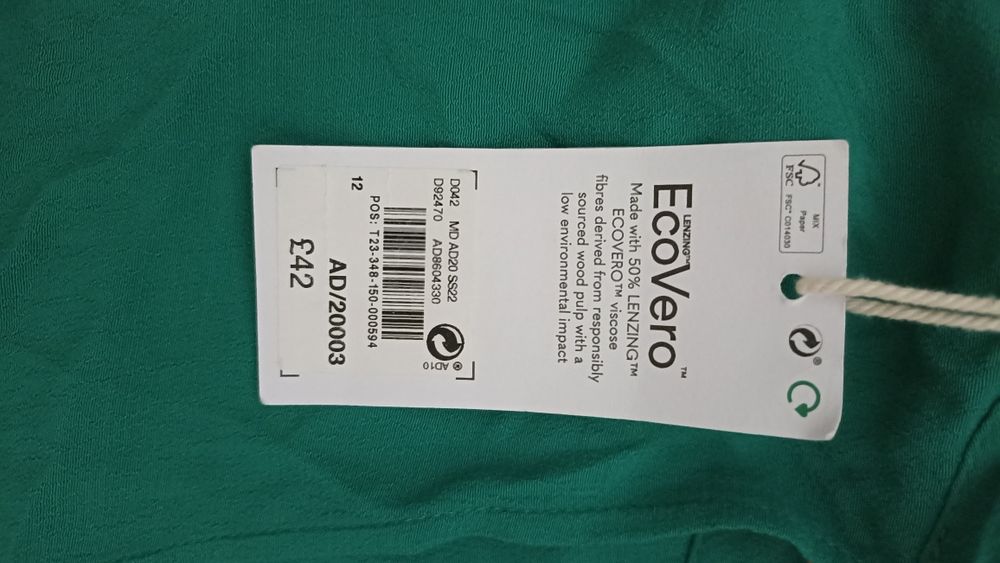 MIX
Paper
FSC
FSC® C014030
LENZING™
EcoVero™
Made with 50% LENZING™
ECOVERO™ viscose
fibres derived from responsibly
sourced wood pulp with a
low environmental impact
D042 MD AD20 SS22
D92470 AD8604330
®
AD10
POS: T23-348-150-000594
12
AD/20003
£42